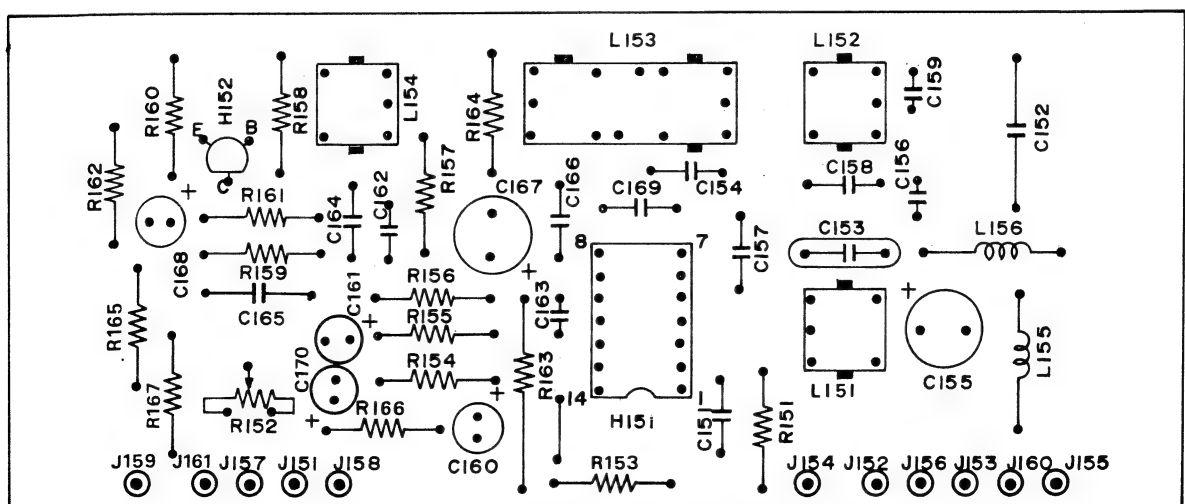 L153
L152
R160
H152
R158
L154
R164
C159
E
B
C152
R162
R157
C166
C158
C156
C
R161
C164
C162
C167
C169
C154
+
8
7
C157
C153
L156
C168
R159
+
R156
C165
C161
+
C163
+
R165
R155
L155
C170
R154
R163
L151
C155
R167
R152
+
R166
+
14
1
H151
C151
R151
C160
R153
J159
J161
J157
J151
J158
J154
J152
J156
J153
J160
J155